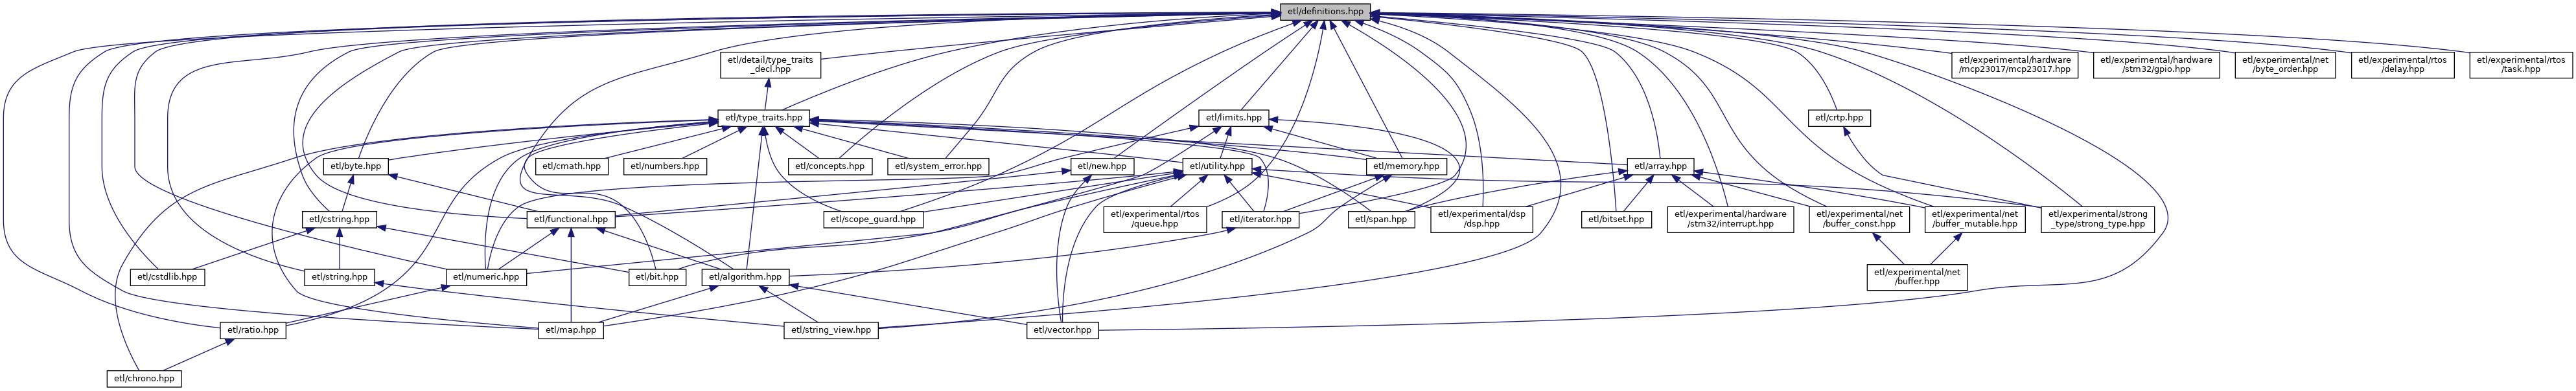 etl/definitions.hpp
etl/detail/type_traits
_decl.hpp
etl/experimental/hardware
/mcp23017/mcp23017.hpp
etl/experimental/hardware
/stm32/gpio.hpp
etl/experimental/net
/byte_order.hpp
etl/experimental/rtos
/delay.hpp
etl/experimental/rtos
/task.hpp
etl/type_traits.hpp
etl/limits.hpp
etl/crtp.hpp
etl/byte.hpp
etl/cmath.hpp
etl/numbers.hpp
etl/concepts.hpp
etl/system_error.hpp
etl/new.hpp
etl/utility.hpp
etl/memory.hpp
etl/array.hpp
etl/cstring.hpp
etl/functional.hpp
etl/scope_guard.hpp
etl/experimental/rtos
/queue.hpp
etl/iterator.hpp
etl/span.hpp
etl/experimental/dsp
/dsp.hpp
etl/bitset.hpp
etl/experimental/hardware
/stm32/interrupt.hpp
etl/experimental/net
/buffer_const.hpp
etl/experimental/net
/buffer_mutable.hpp
etl/experimental/strong
_type/strong_type.hpp
etl/cstdlib.hpp
etl/string.hpp
etl/numeric.hpp
etl/bit.hpp
etl/algorithm.hpp
etl/experimental/net
/buffer.hpp
etl/ratio.hpp
etl/map.hpp
etl/string_view.hpp
etl/vector.hpp
etl/chrono.hpp